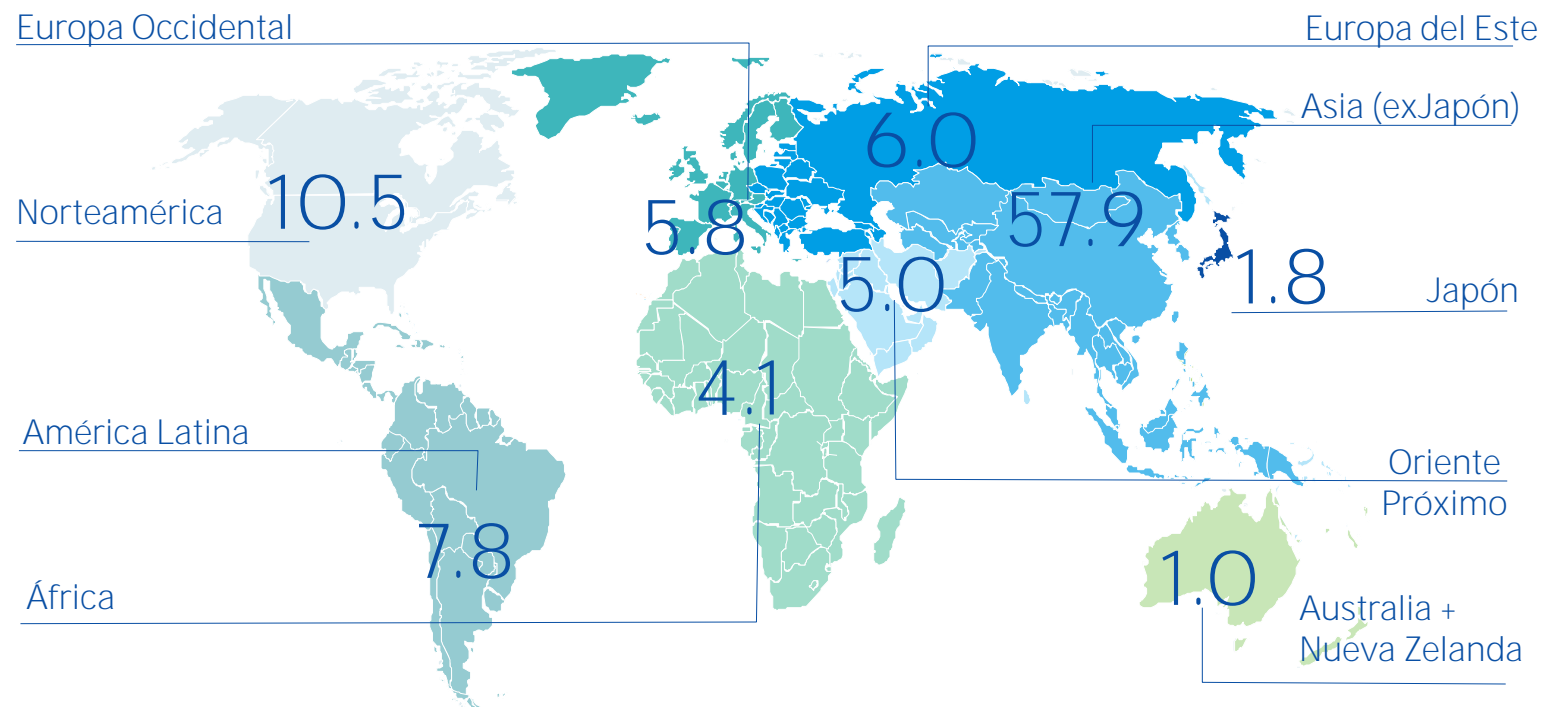 Europa Occidental
Europa del Este
Asia (exJapón)
6.0
10.5
Norteamérica
5.8
57.9
5.0
1.8
Japón
4.1
América Latina
Oriente
Próximo
7.8
1.0
África
Australia +
Nueva Zelanda